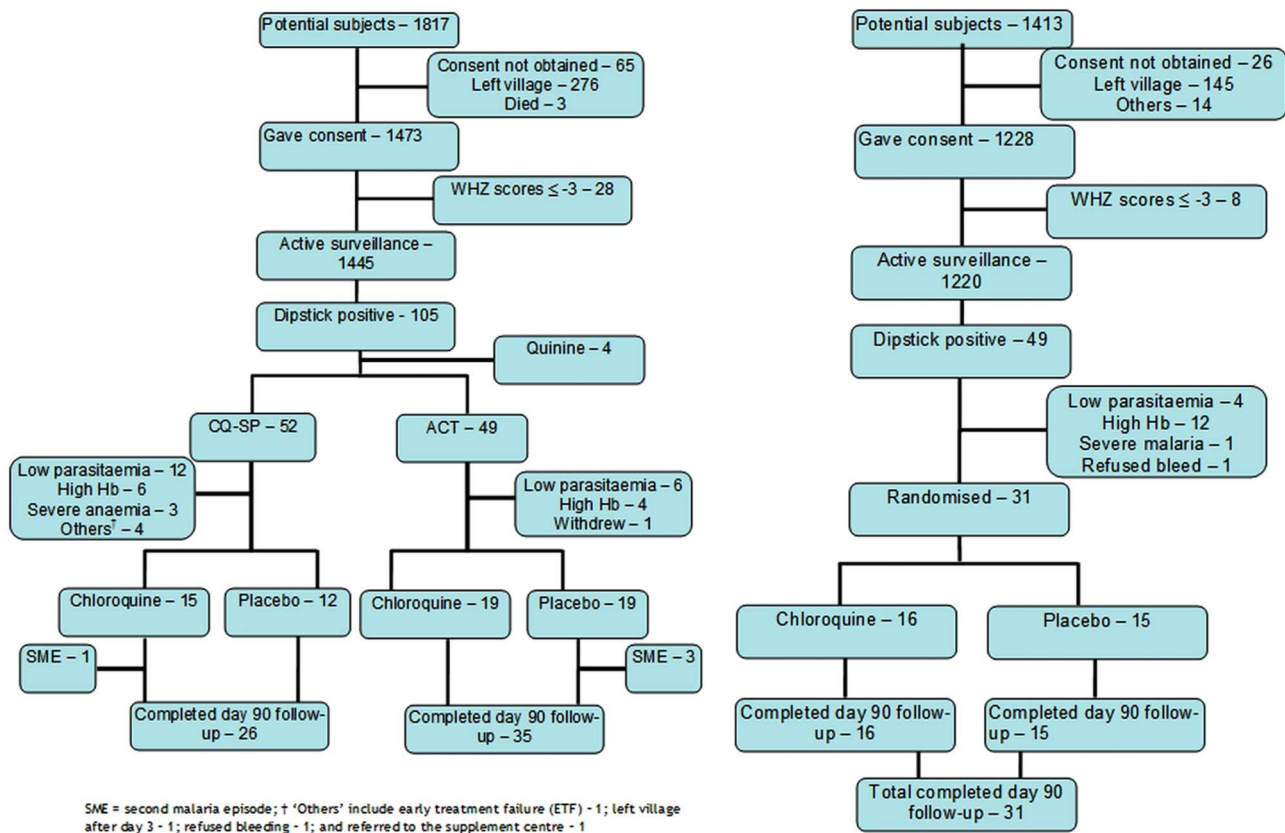 Potential subjects – 1817
Consent not obtained – 65
Left village – 276
Died – 3
Gave consent – 1473
WHZ scores ≤ -3 – 28
Active surveillance –
1445
Dipstick positive - 105
Quinine – 4
CQ-SP – 52
ACT – 49
Low parasitaemia – 12
High Hb – 6
Severe anaemia – 3
Others† – 4
Low parasitaemia – 6
High Hb – 4
Withdrew – 1
Chloroquine – 15
Placebo – 12
Chloroquine – 19
Placebo – 19
SME – 1
SME – 3
Completed day 90 follow-
up - 26
Completed day 90 follow-
up – 35
SME = second malaria episode; † ‘Others’ include early treatment failure (ETF) - 1; left village
after day 3 - 1; refused bleeding - 1; and referred to the supplement centre - 1
Potential subjects – 1413
Consent not obtained – 26
Left village – 145
Others – 14
Gave consent – 1228
WHZ scores ≤ -3 – 8
Active surveillance –
1220
Dipstick positive – 49
Low parasitaemia – 4
High Hb – 12
Severe malaria – 1
Refused bleed – 1
Randomised – 31
Chloroquine –
16
Placebo – 15
Completed day 90 follow-
up – 16
Completed day 90 follow-
up – 15
Total completed day 90
follow-up – 31